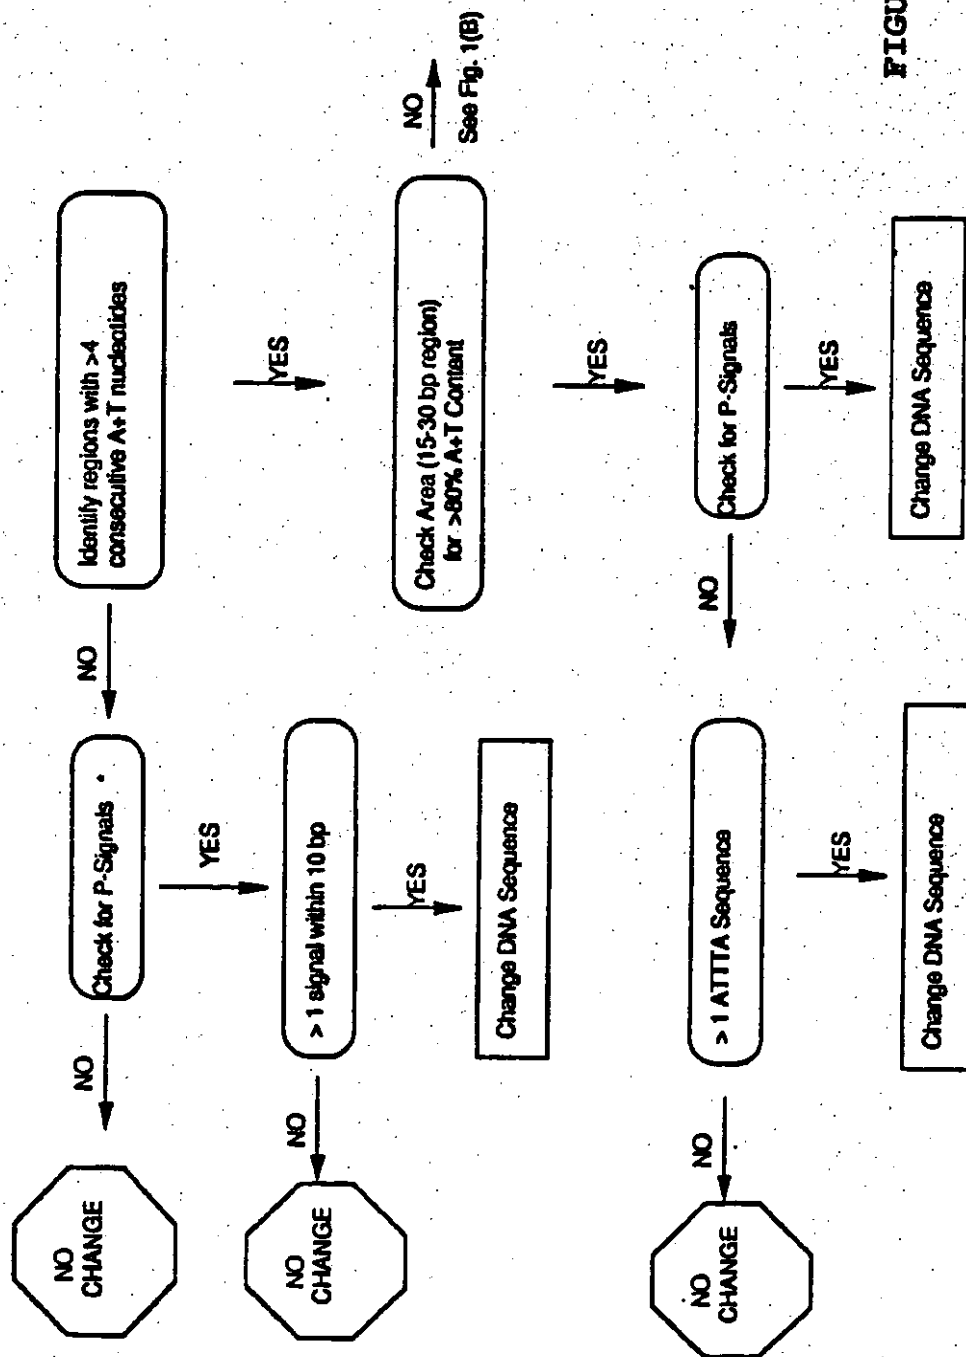 Identify regions with >4
consecutive A+T nucleotides
NO
Check for P-Signals *
NO
NO
CHANGE
YES
YES
> 1 signal within 10 bp
NO
NO
CHANGE
YES
Change DNA Sequence
Check Area (15-30 bp region)
for >80% A+T Content
NO
See Fig. 1(B)
YES
Check for P-Signals
NO
> 1 ATTTA Sequence
NO
NO
CHANGE
YES
Change DNA Sequence
YES
Change DNA Sequence